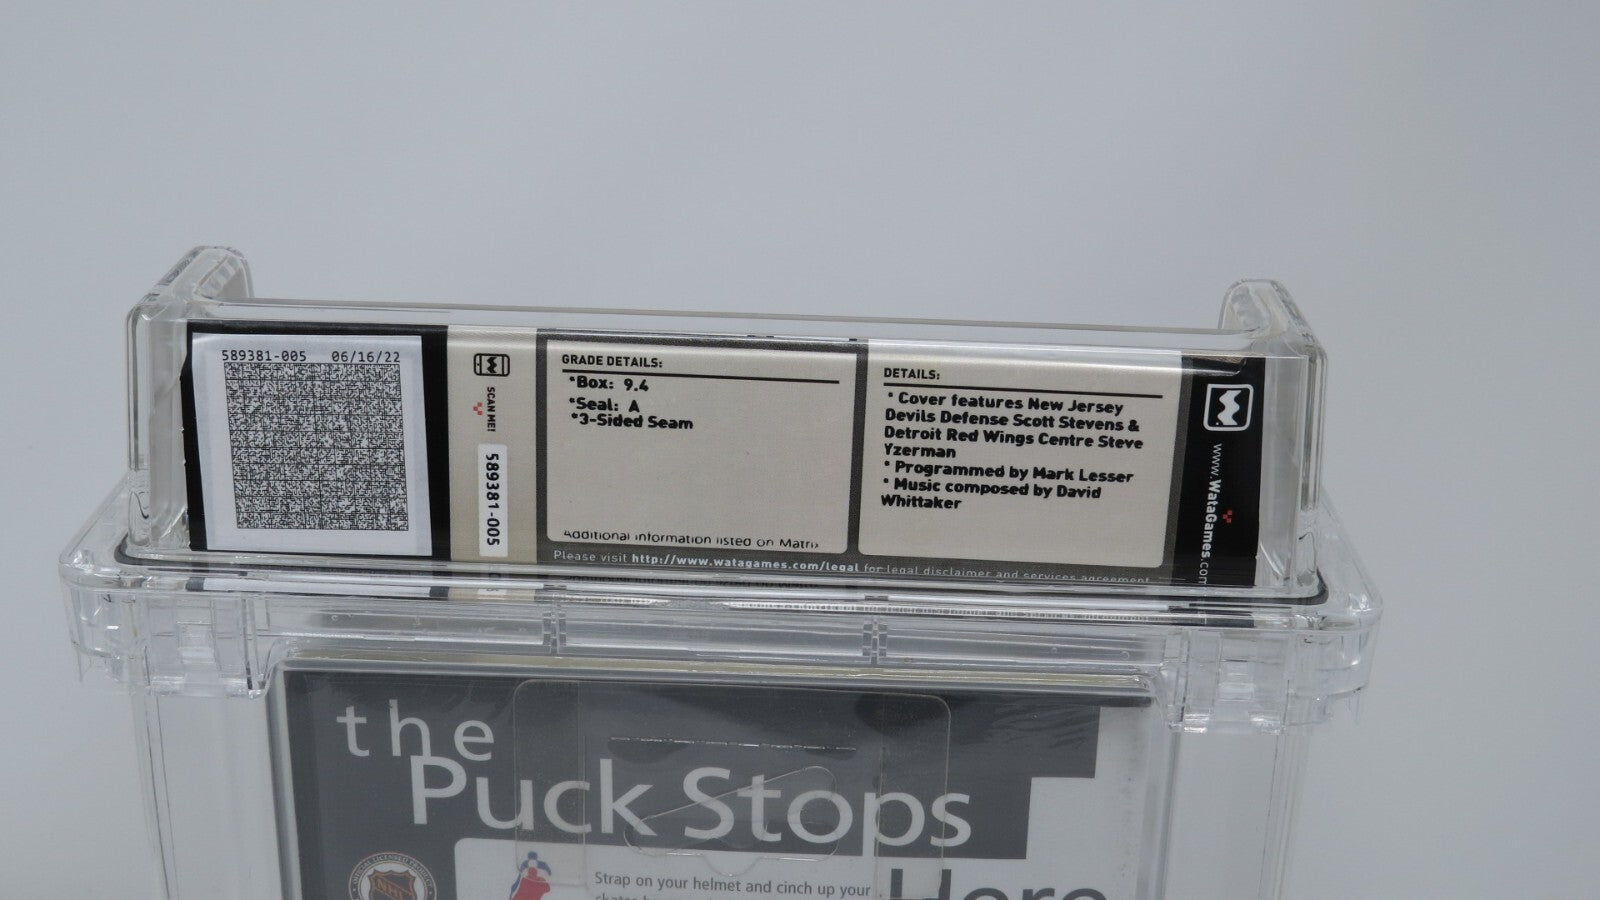 589381-005 06/16/22
SCAN ME!
589381-005
GRADE DETAILS:
*Box: 9.4
*Seal: A
*3-Sided Seam
Additional information listed on Matrix
Please visit http://www.watagames.com/legal for legal disclaimer and services agreement
DETAILS:
* Cover features New Jersey
Devils Defense Scott Stevens &
Detroit Red Wings Centre Steve
Yzerman
* Programmed by Mark Lesser
* Music composed by David
Whittaker
www.WataGames.com
the
Puck Stops
Here
NHL
Strap on your helmet and cinch up your